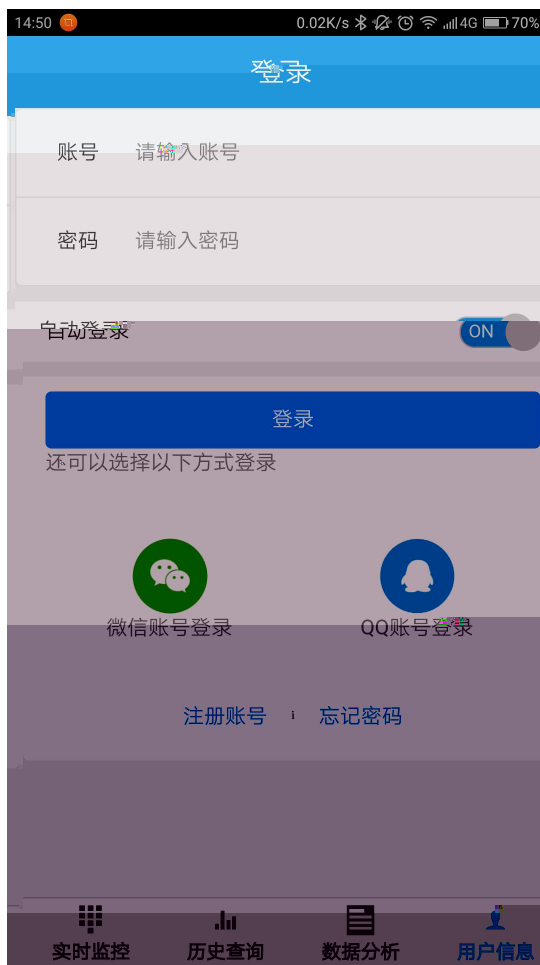 14:50 0.02K/s 4G 70%
登录
账号 请输入账号
密码 请输入密码
自动登录 ON
登录
还可以选择以下方式登录
微信账号登录 QQ账号登录
注册账号 i 忘记密码
实时监控 历史查询 数据分析 用户信息